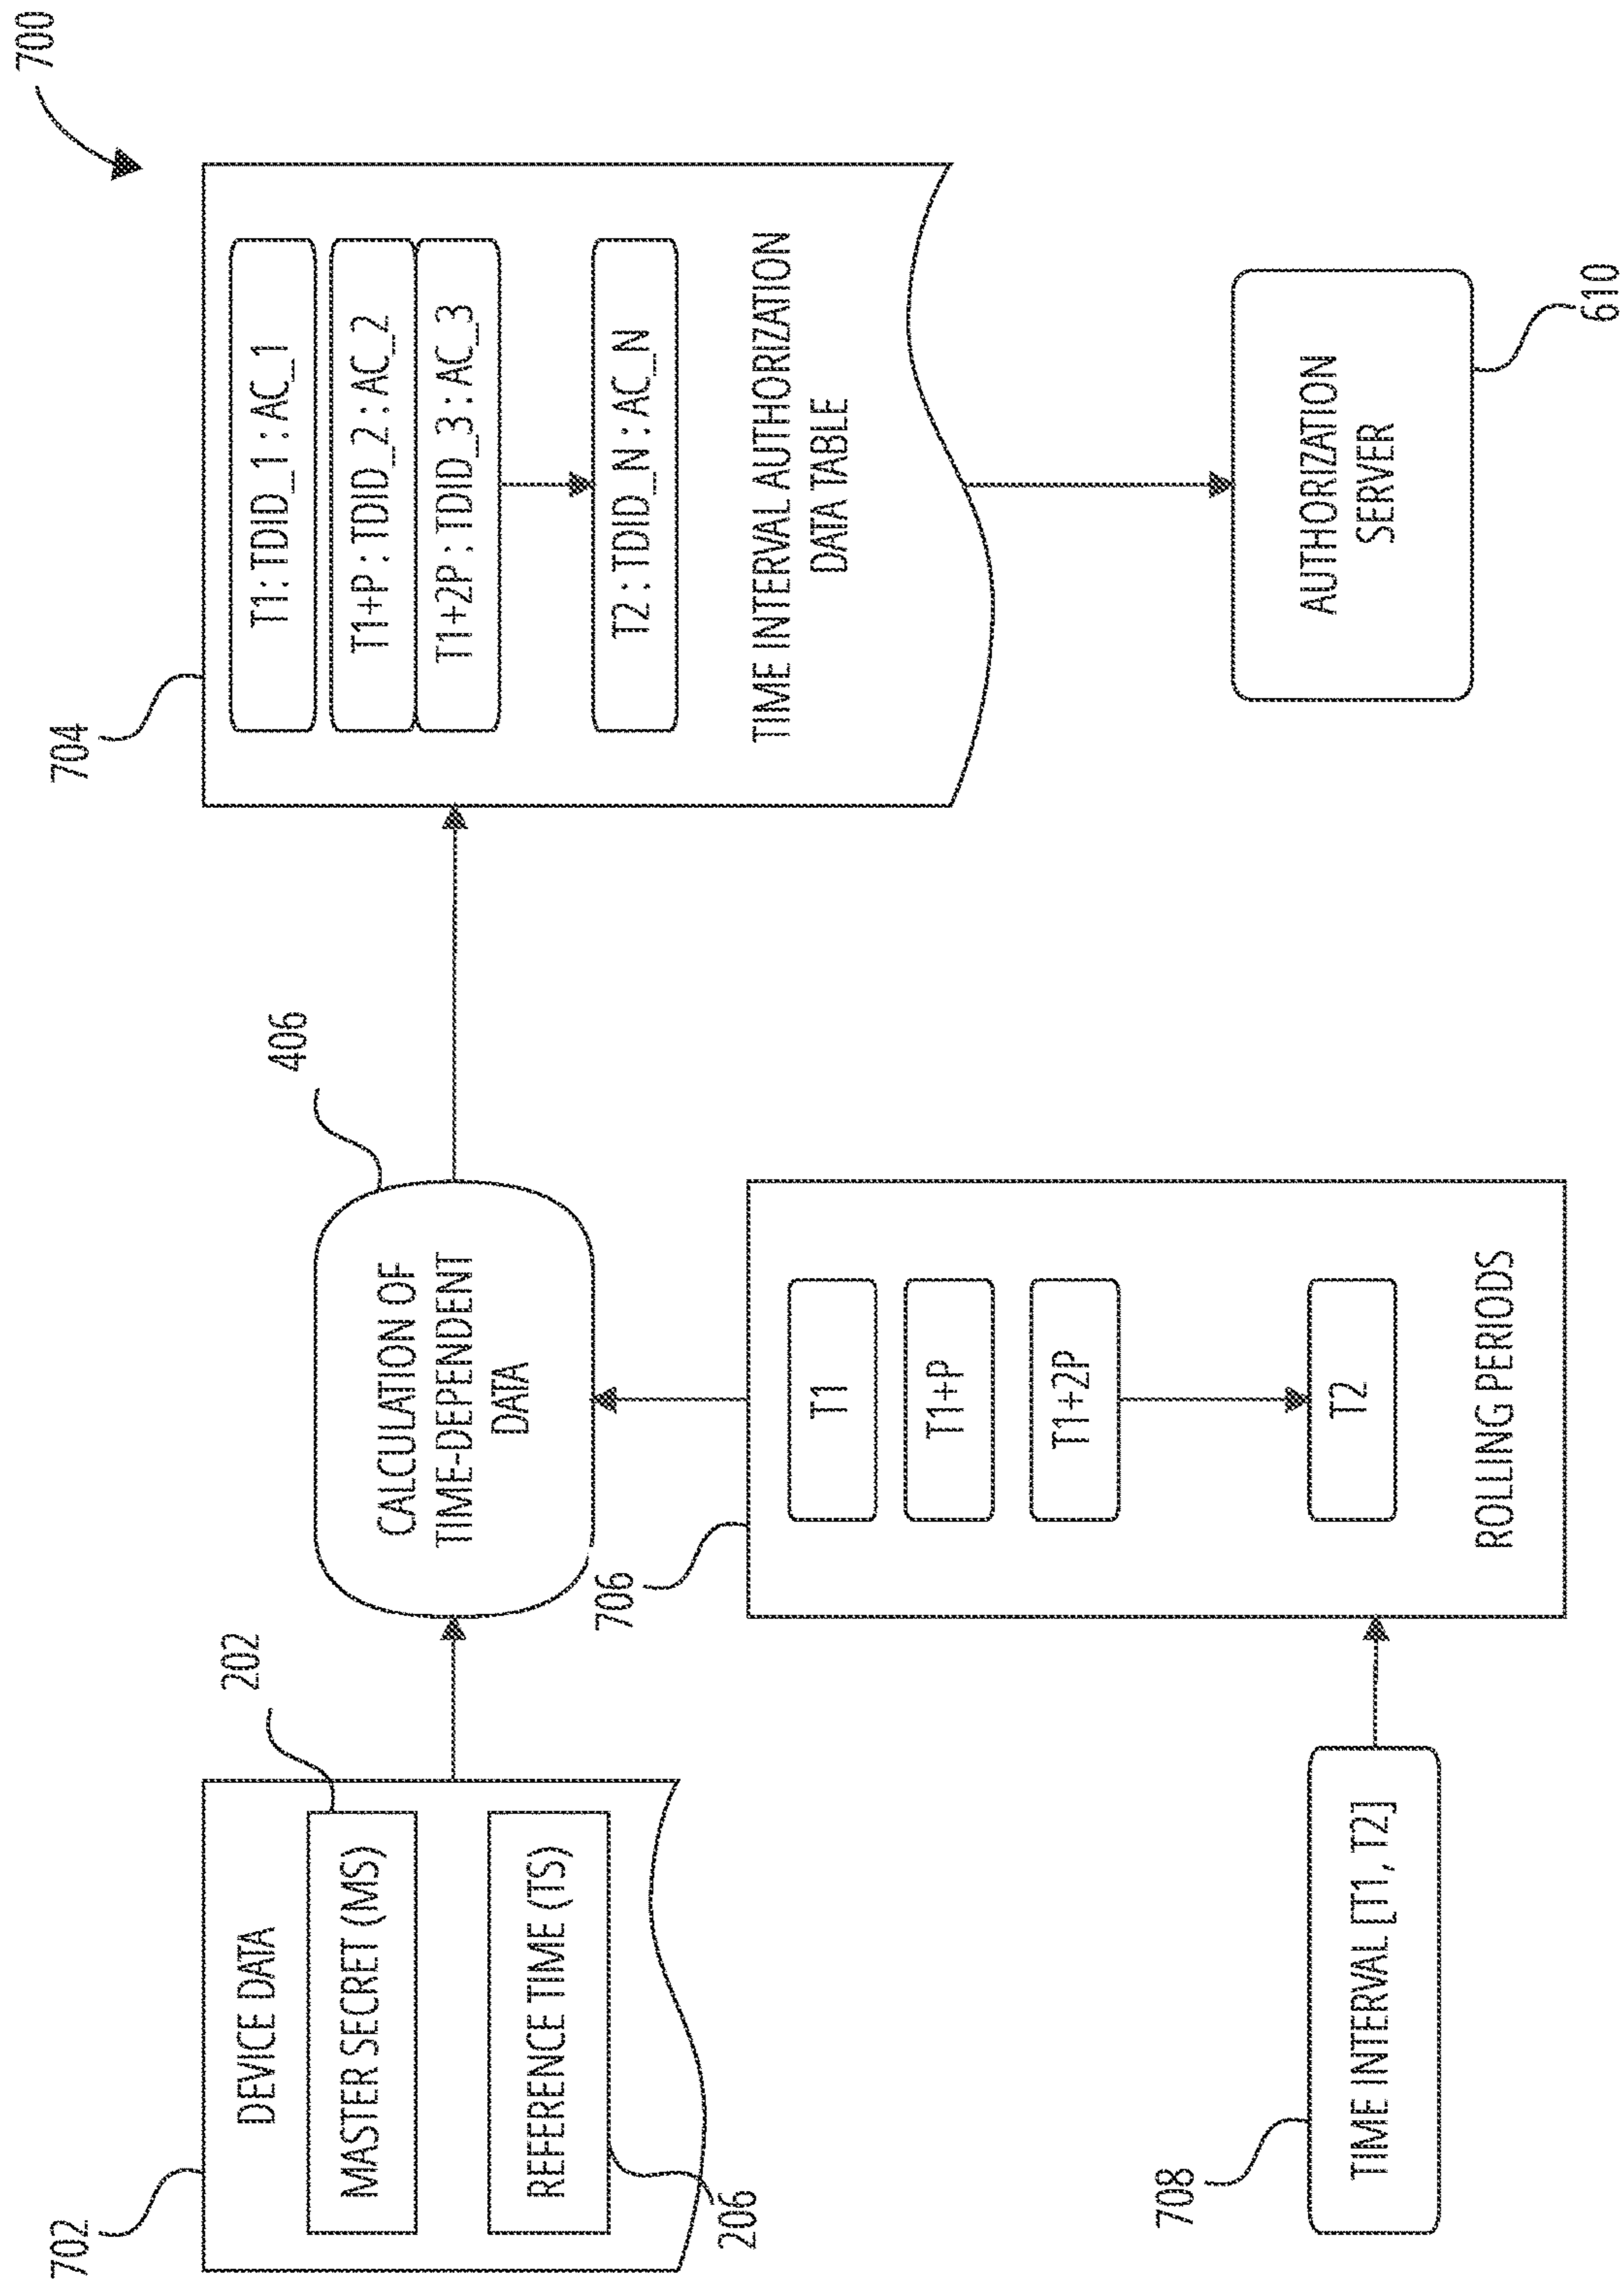 700
702
DEVICE DATA
MASTER SECRET (MS)
202
REFERENCE TIME (TS)
206
406
CALCULATION OF
TIME-DEPENDENT
DATA
704
T1 : TDID_1 : AC_1
T1+P : TDID_2 : AC_2
T1+2P : TDID_3 : AC_3
T2 : TDID_N : AC_N
TIME INTERVAL AUTHORIZATION
DATA TABLE
706
T1
T1+P
T1+2P
T2
ROLLING PERIODS
708
TIME INTERVAL [T1, T2]
AUTHORIZATION
SERVER
610